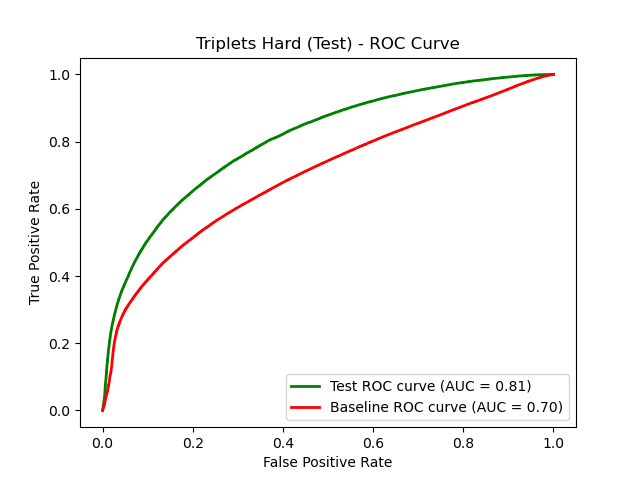 Triplets Hard (Test) - ROC Curve
True Positive Rate
1.0
0.8
0.6
0.4
0.2
0.0
Test ROC curve (AUC = 0.81)
Baseline ROC curve (AUC = 0.70)
0.0 0.2 0.4 0.6 0.8 1.0
False Positive Rate